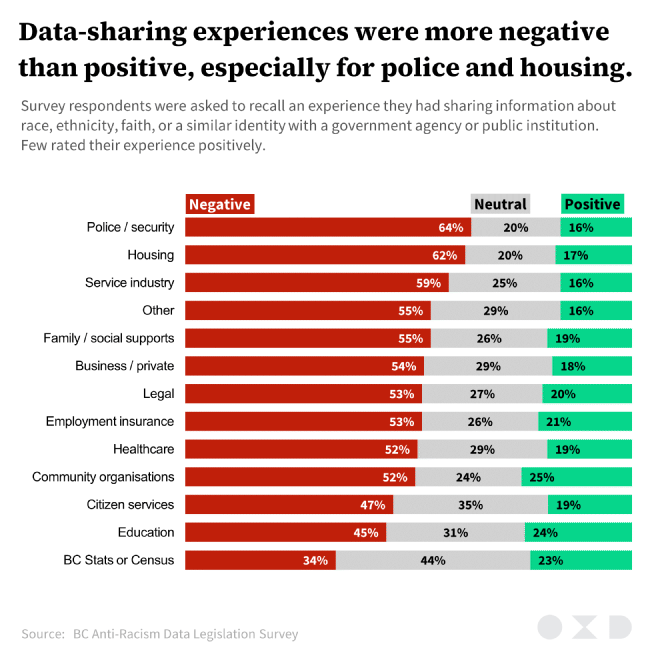 Data-sharing experiences were more negative
than positive, especially for police and housing.
Survey respondents were asked to recall an experience they had sharing information about
race, ethnicity, faith, or a similar identity with a government agency or public institution.
Few rated their experience positively.
Negative Neutral Positive
Police / security 64% 20% 16%
Housing 62% 20% 17%
Service industry 59% 25% 16%
Other 55% 29% 16%
Family / social supports 55% 26% 19%
Business / private 54% 29% 18%
Legal 53% 27% 20%
Employment insurance 53% 26% 21%
Healthcare 52% 29% 19%
Community organisations 52% 24% 25%
Citizen services 47% 35% 19%
Education 45% 31% 24%
BC Stats or Census 34% 44% 23%
Source: BC Anti-Racism Data Legislation Survey
OXD